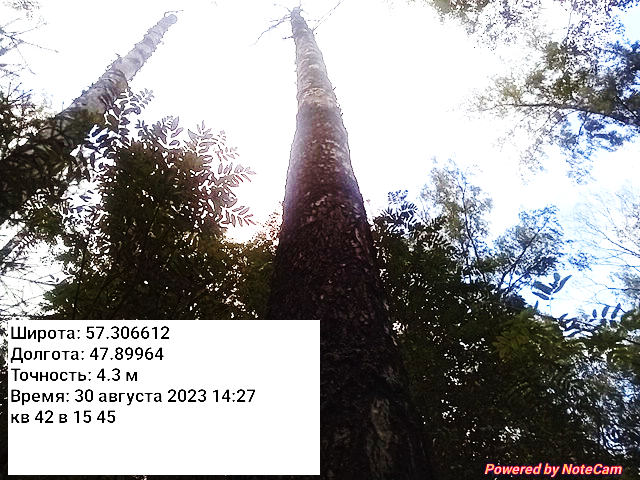 Широта: 57.306612
Долгота: 47.89964
Точность: 4.3 м
Время: 30 августа 2023 14:27
кв 42 в 15 45
Powered by NoteCam